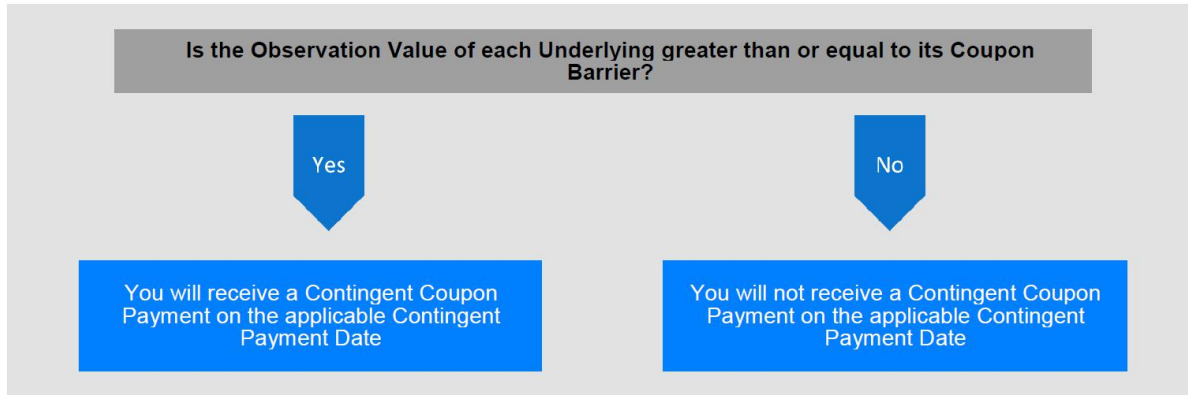 Is the Observation Value of each Underlying greater than or equal to its Coupon
Barrier?
Yes
No
You will receive a Contingent Coupon
Payment on the applicable Contingent
Payment Date
You will not receive a Contingent Coupon
Payment on the applicable Contingent
Payment Date